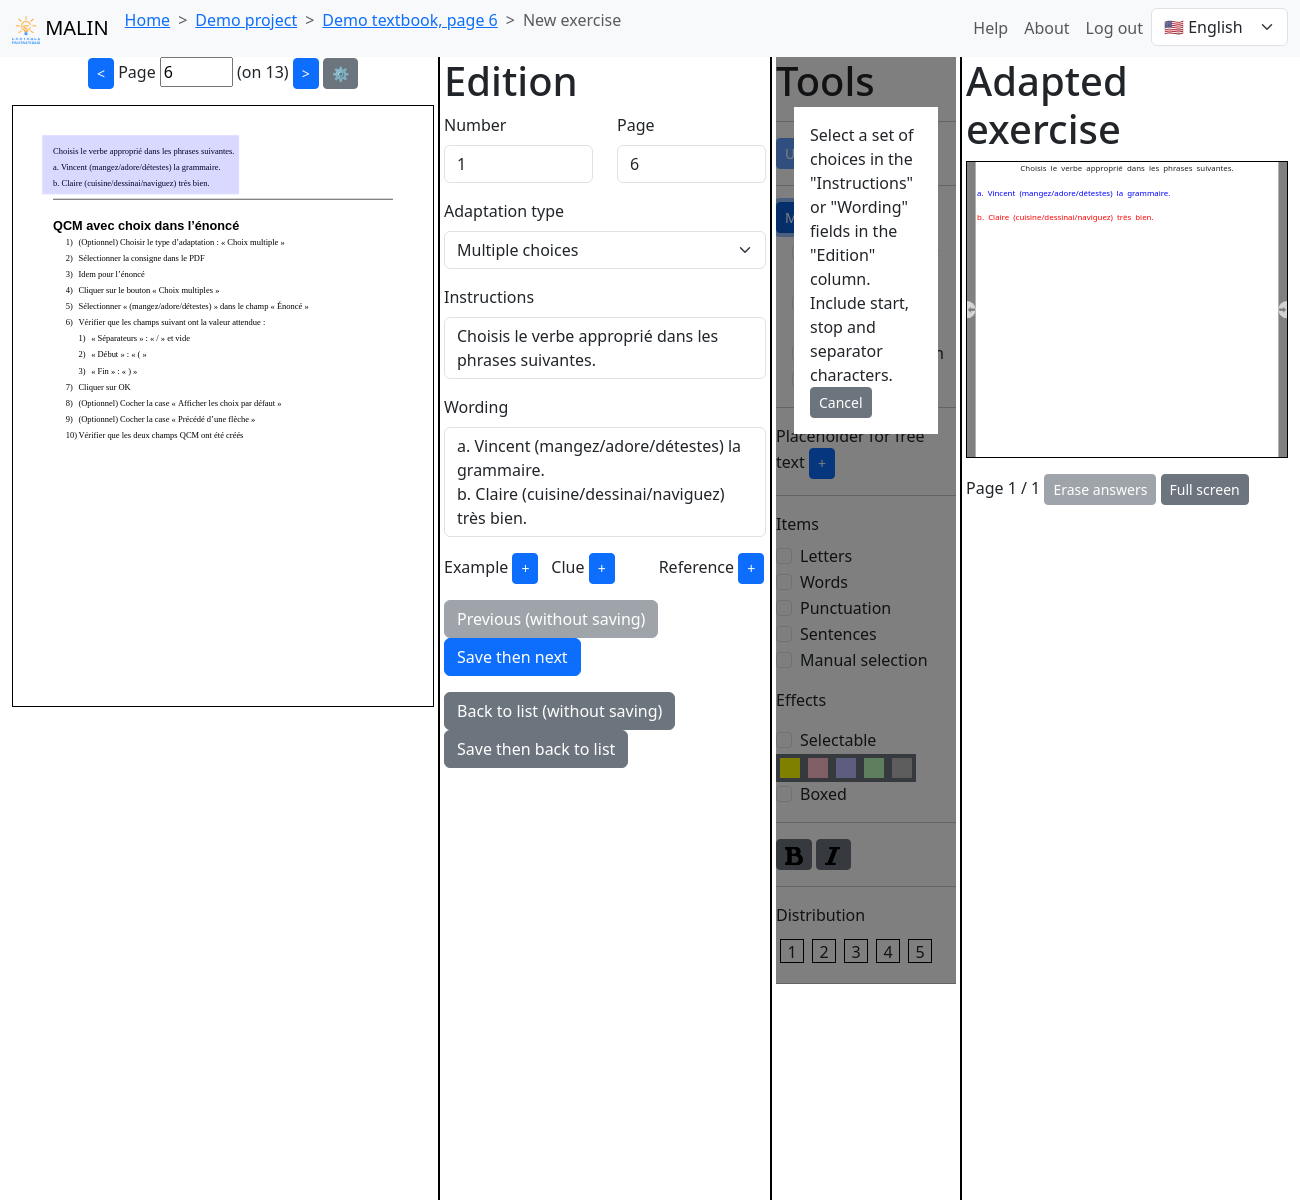 MALIN
Home > Demo project > Demo textbook, page 6 > New exercise
Help About Log out 🇺🇸 English
< Page 6 (on 13) > ⚙️
Choisis le verbe approprié dans les phrases suivantes.
a. Vincent (mangez/adore/détestes) la grammaire.
b. Claire (cuisine/dessinai/naviguez) très bien.
QCM avec choix dans l'énoncé
1) (Optionnel) Choisir le type d'adaptation : « Choix multiple »
2) Sélectionner la consigne dans le PDF
3) Idem pour l'énoncé
4) Cliquer sur le bouton « Choix multiples »
5) Sélectionner « (mangez/adore/détestes) » dans le champ « Énoncé »
6) Vérifier que les champs suivant ont la valeur attendue :
1) « Séparateurs » : « / » et vide
2) « Début » : « ( »
3) « Fin » : « ) »
7) Cliquer sur OK
8) (Optionnel) Cocher la case « Afficher les choix par défaut »
9) (Optionnel) Cocher la case « Précédé d'une flèche »
10) Vérifier que les deux champs QCM ont été créés
Edition
Number Page
1 6
Adaptation type
Multiple choices
Instructions
Choisis le verbe approprié dans les
phrases suivantes.
Wording
a. Vincent (mangez/adore/détestes) la
grammaire.
b. Claire (cuisine/dessinai/naviguez)
très bien.
Example + Clue + Reference +
Previous (without saving)
Save then next
Back to list (without saving)
Save then back to list
Tools
Select a set of
choices in the
"Instructions"
or "Wording"
fields in the
"Edition"
column.
Include start,
stop and
separator
characters.
Cancel
Placeholder for free
text +
Items
Letters
Words
Punctuation
Sentences
Manual selection
Effects
Selectable
Boxed
B I
Distribution
1 2 3 4 5
Adapted
exercise
Choisis le verbe approprié dans les phrases suivantes.
a. Vincent (mangez/adore/détestes) la grammaire.
b. Claire (cuisine/dessinai/naviguez) très bien.
Page 1 / 1 Erase answers Full screen